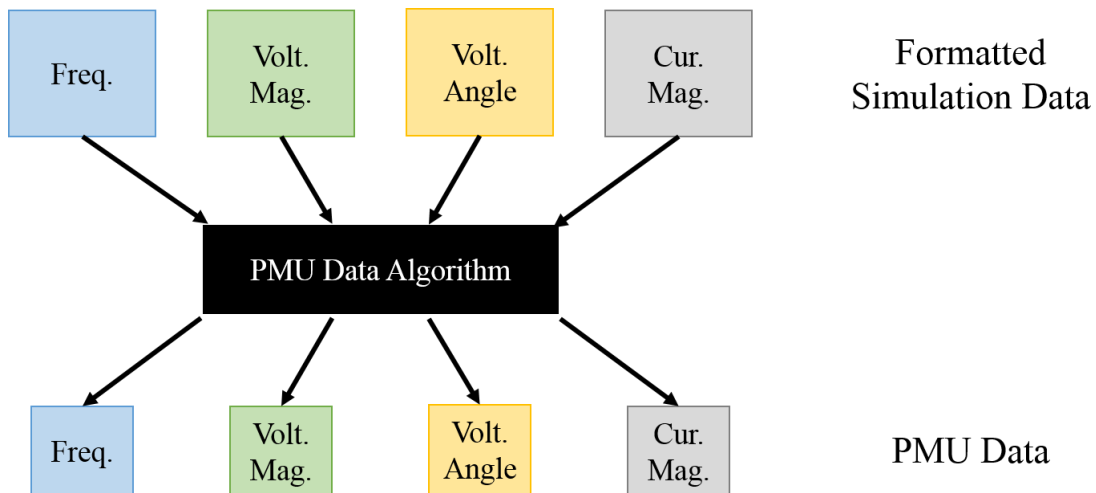 Freq.
Volt.
Mag.
Volt.
Angle
Cur.
Mag.
Formatted
Simulation Data
PMU Data Algorithm
Freq.
Volt.
Mag.
Volt.
Angle
Cur.
Mag.
PMU Data